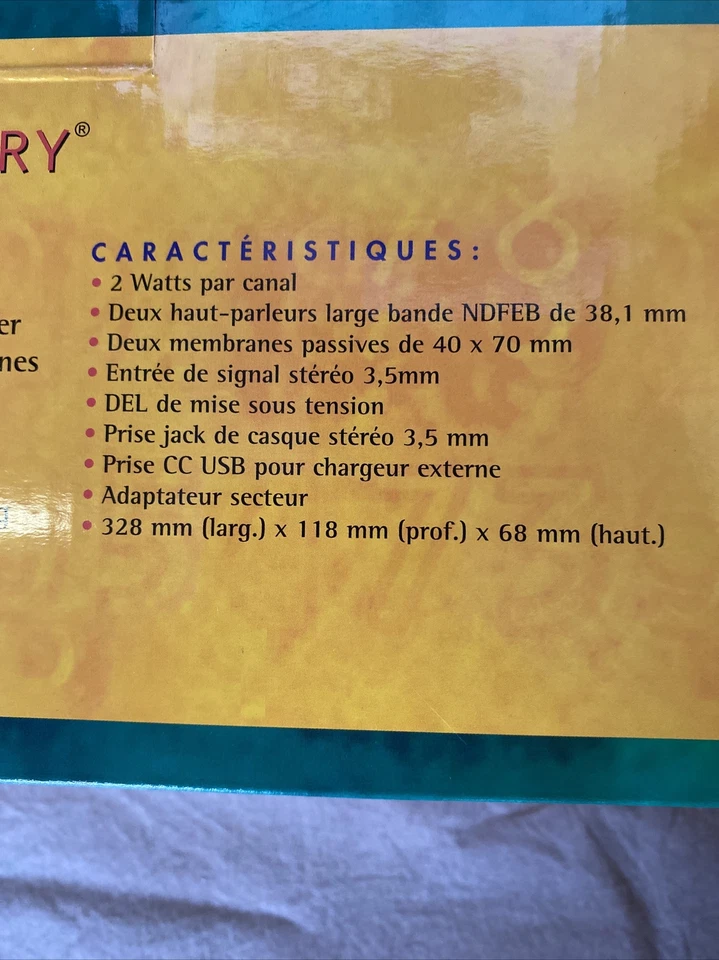 RY®
CARACTÉRISTIQUES:
• 2 Watts par canal
• Deux haut-parleurs large bande NDFEB de 38,1 mm
er
• Deux membranes passives de 40 x 70 mm
nes
• Entrée de signal stéréo 3,5mm
• DEL de mise sous tension
• Prise jack de casque stéréo 3,5 mm
• Prise CC USB pour chargeur externe
• Adaptateur secteur
• 328 mm (larg.) x 118 mm (prof.) x 68 mm (haut.)